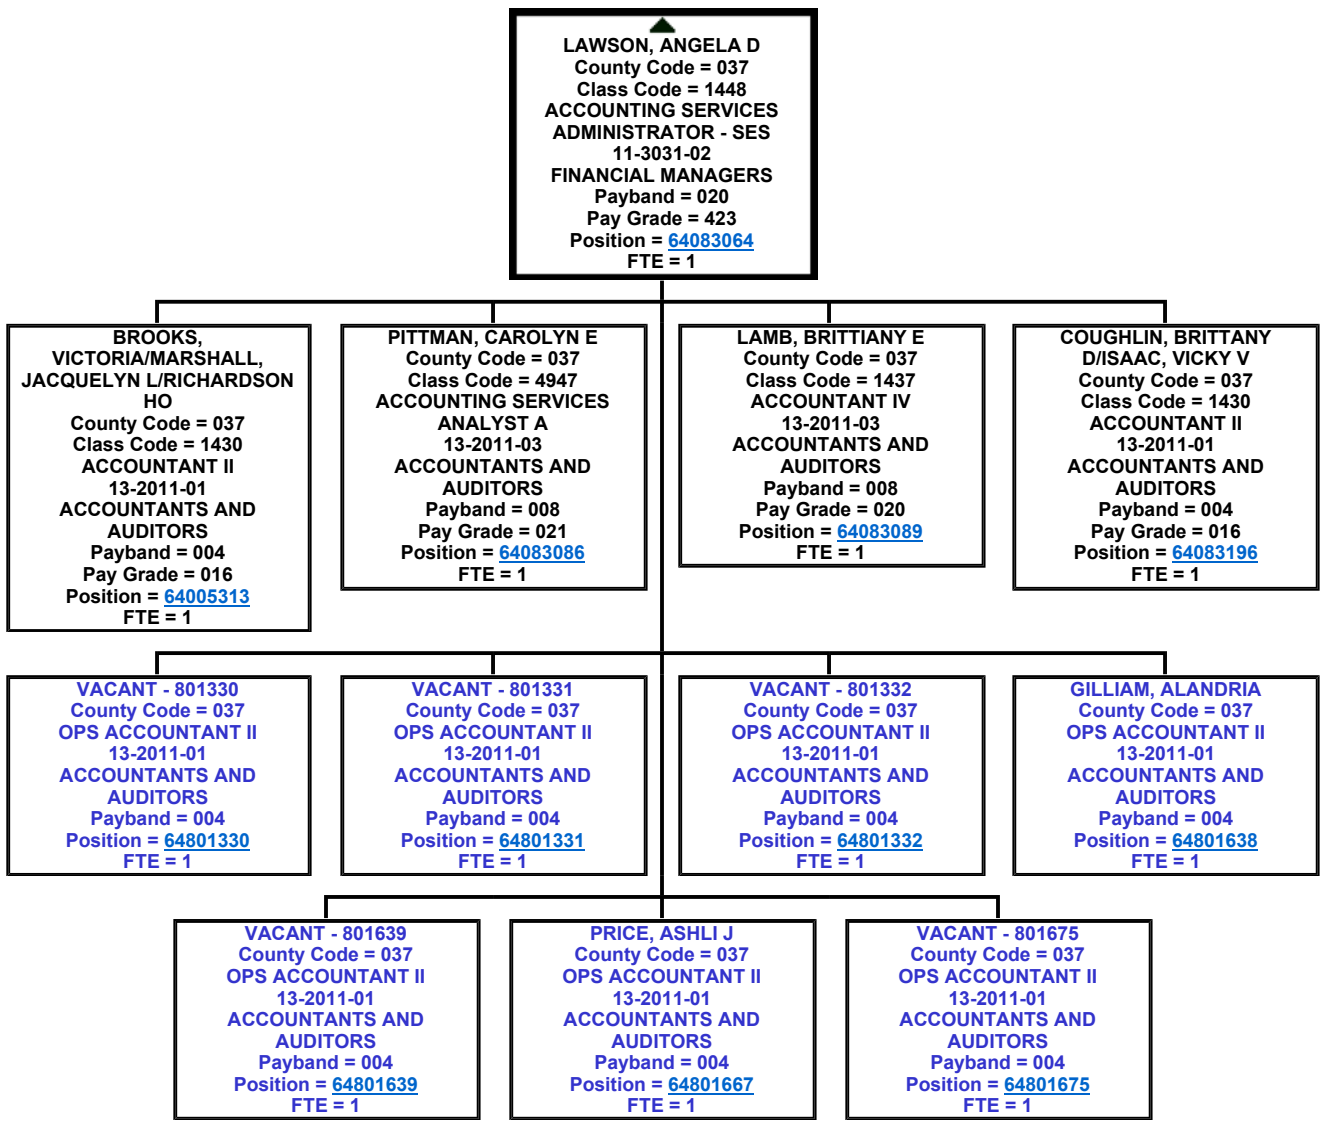 LAWSON, ANGELA D
County Code = 037
Class Code = 1448
ACCOUNTING SERVICES
ADMINISTRATOR - SES
11-3031-02
FINANCIAL MANAGERS
Payband = 020
Pay Grade = 423
Position = 64083064
FTE = 1
BROOKS,
VICTORIA/MARSHALL,
JACQUELYN L/RICHARDSON
HO
County Code = 037
Class Code = 1430
ACCOUNTANT II
13-2011-01
ACCOUNTANTS AND
AUDITORS
Payband = 004
Pay Grade = 016
Position = 64005313
FTE = 1
PITTMAN, CAROLYN E
County Code = 037
Class Code = 4947
ACCOUNTING SERVICES
ANALYST A
13-2011-03
ACCOUNTANTS AND
AUDITORS
Payband = 008
Pay Grade = 021
Position = 64083086
FTE = 1
LAMB, BRITTIANY E
County Code = 037
Class Code = 1437
ACCOUNTANT IV
13-2011-03
ACCOUNTANTS AND
AUDITORS
Payband = 008
Pay Grade = 020
Position = 64083089
FTE = 1
COUGHLIN, BRITTANY
D/ISAAC, VICKY V
County Code = 037
Class Code = 1430
ACCOUNTANT II
13-2011-01
ACCOUNTANTS AND
AUDITORS
Payband = 004
Pay Grade = 016
Position = 64083196
FTE = 1
VACANT - 801330
County Code = 037
OPS ACCOUNTANT II
13-2011-01
ACCOUNTANTS AND
AUDITORS
Payband = 004
Position = 64801330
FTE = 1
VACANT - 801331
County Code = 037
OPS ACCOUNTANT II
13-2011-01
ACCOUNTANTS AND
AUDITORS
Payband = 004
Position = 64801331
FTE = 1
VACANT - 801332
County Code = 037
OPS ACCOUNTANT II
13-2011-01
ACCOUNTANTS AND
AUDITORS
Payband = 004
Position = 64801332
FTE = 1
GILLIAM, ALANDRIA
County Code = 037
OPS ACCOUNTANT II
13-2011-01
ACCOUNTANTS AND
AUDITORS
Payband = 004
Position = 64801638
FTE = 1
VACANT - 801639
County Code = 037
OPS ACCOUNTANT II
13-2011-01
ACCOUNTANTS AND
AUDITORS
Payband = 004
Position = 64801639
FTE = 1
PRICE, ASHLI J
County Code = 037
OPS ACCOUNTANT II
13-2011-01
ACCOUNTANTS AND
AUDITORS
Payband = 004
Position = 64801667
FTE = 1
VACANT - 801675
County Code = 037
OPS ACCOUNTANT II
13-2011-01
ACCOUNTANTS AND
AUDITORS
Payband = 004
Position = 64801675
FTE = 1